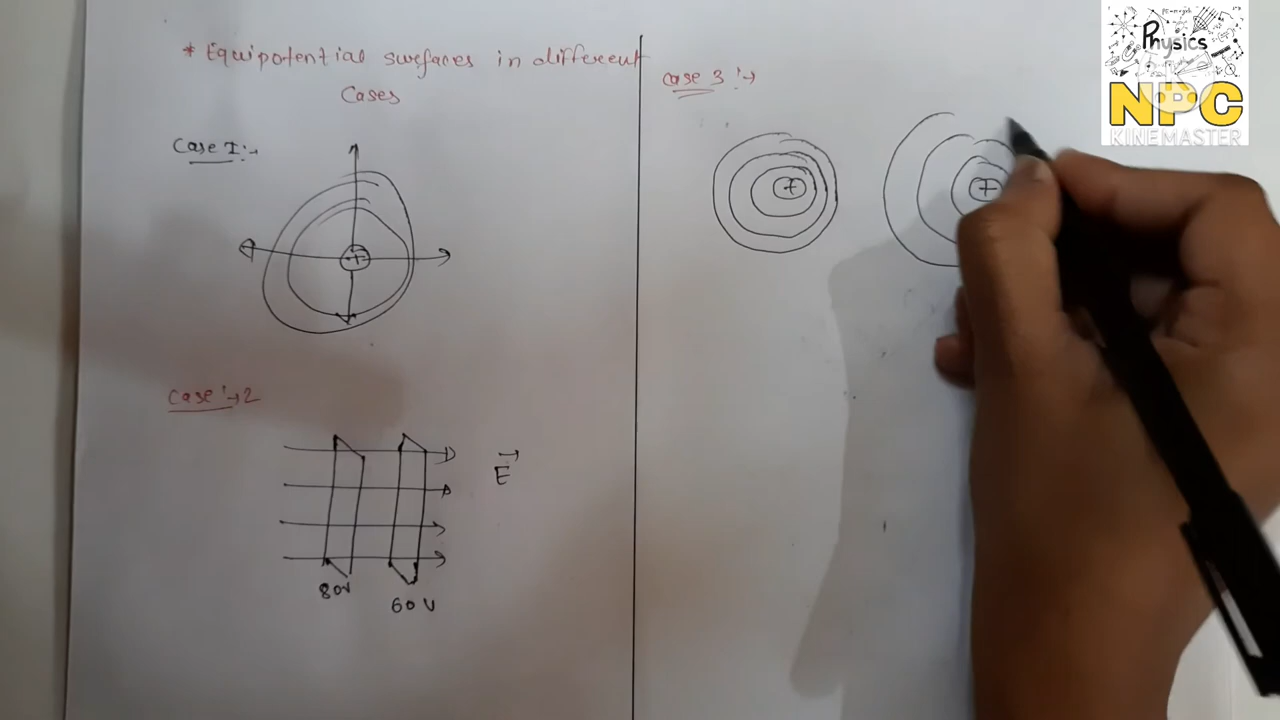 * Equipotential surfaces in different
Cases
Case I :→
+
Case :→ 2
E
80V
60 V
Case 3 :→
+
+
Physics
NPC
KINEMASTER